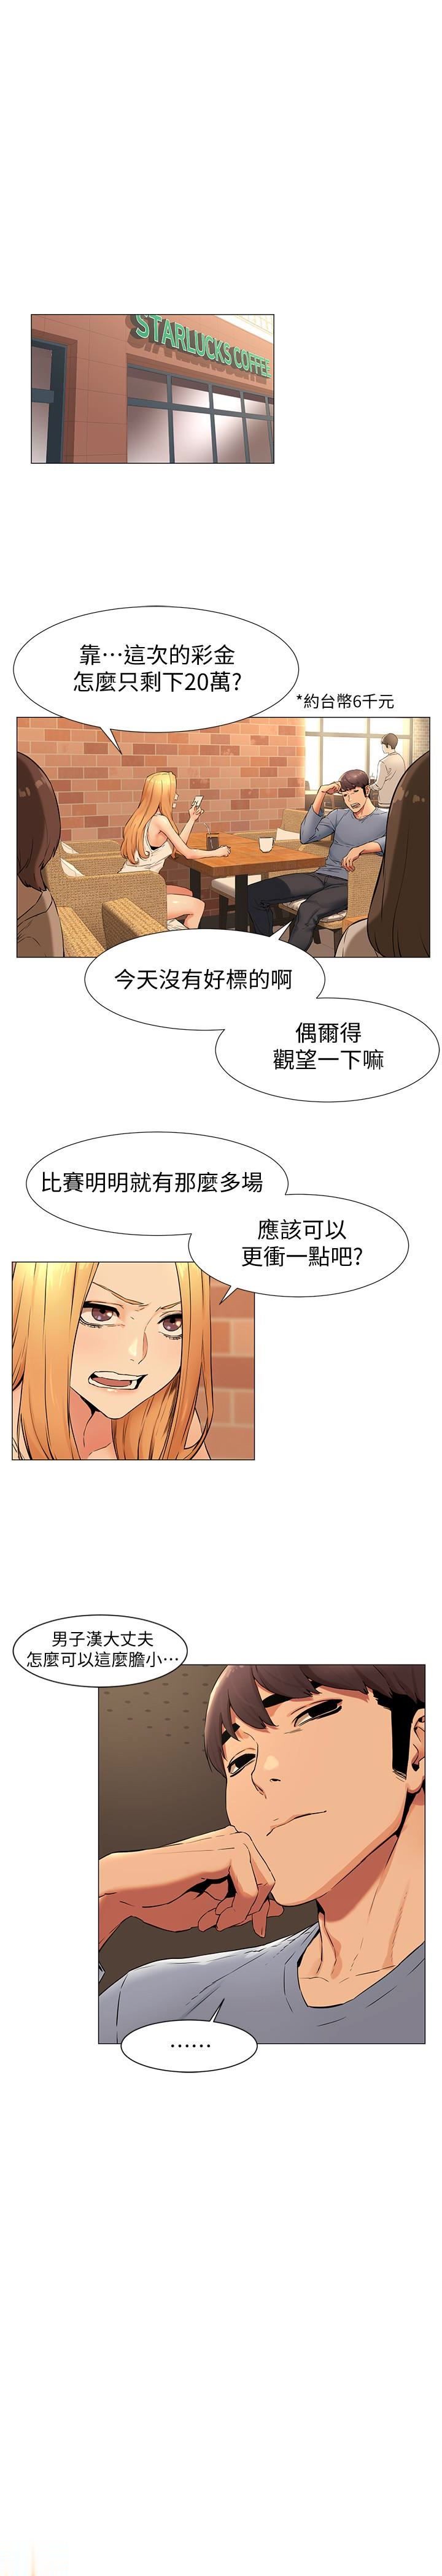 STARLUCKS COFFEE
靠⋯這次的彩金
怎麼只剩下20萬?
*約台幣6千元
今天沒有好標的啊
偶爾得
觀望一下嘛
比賽明明就有那麼多場
應該可以
更衝一點吧?
男子漢大丈夫
怎麼可以這麼膽小⋯
⋯⋯